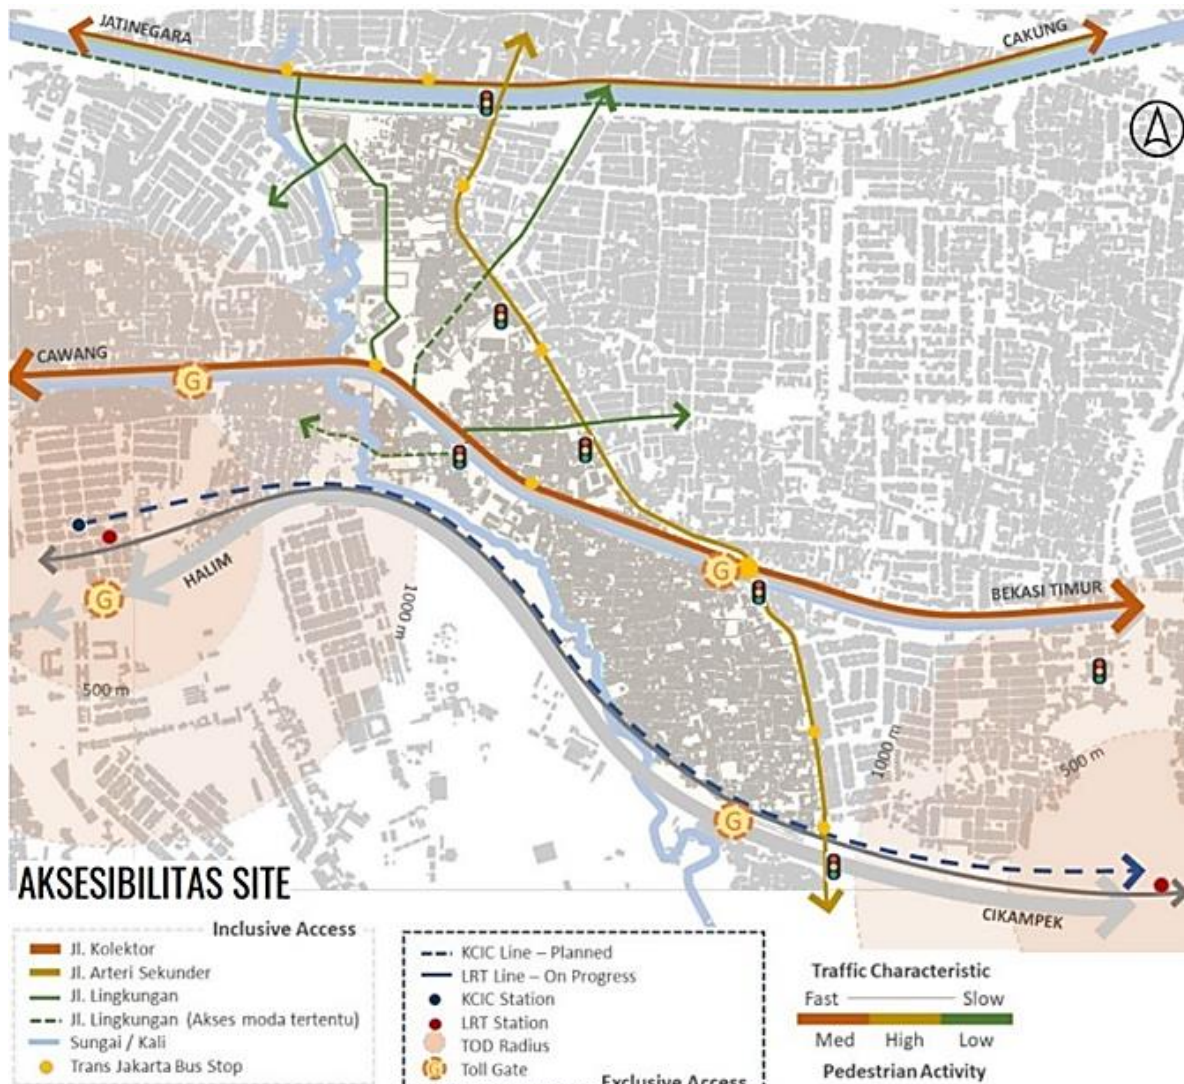 JATINEGARA
CAKUNG
CAWANG
G
HALIM
G
1000 m
500 m
G
BEKASI TIMUR
1000 m
500 m
G
CIKAMPEK
AKSESIBILITAS SITE
Inclusive Access
Jl. Kolektor
Jl. Arteri Sekunder
Jl. Lingkungan
Jl. Lingkungan (Akses moda tertentu)
Sungai / Kali
Trans Jakarta Bus Stop
KCIC Line – Planned
LRT Line – On Progress
KCIC Station
LRT Station
TOD Radius
G Toll Gate
Exclusive Access
Traffic Characteristic
Fast Slow
Med High Low
Pedestrian Activity